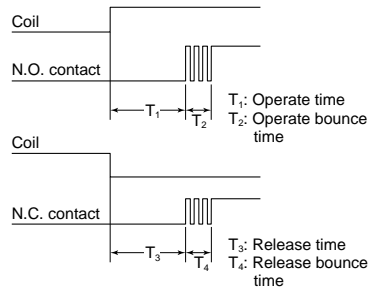 Coil
N.O. contact
T₁
T₂
T₁: Operate time
T₂: Operate bounce
time
Coil
N.C. contact
T₃
T₄
T₃: Release time
T₄: Release bounce
time